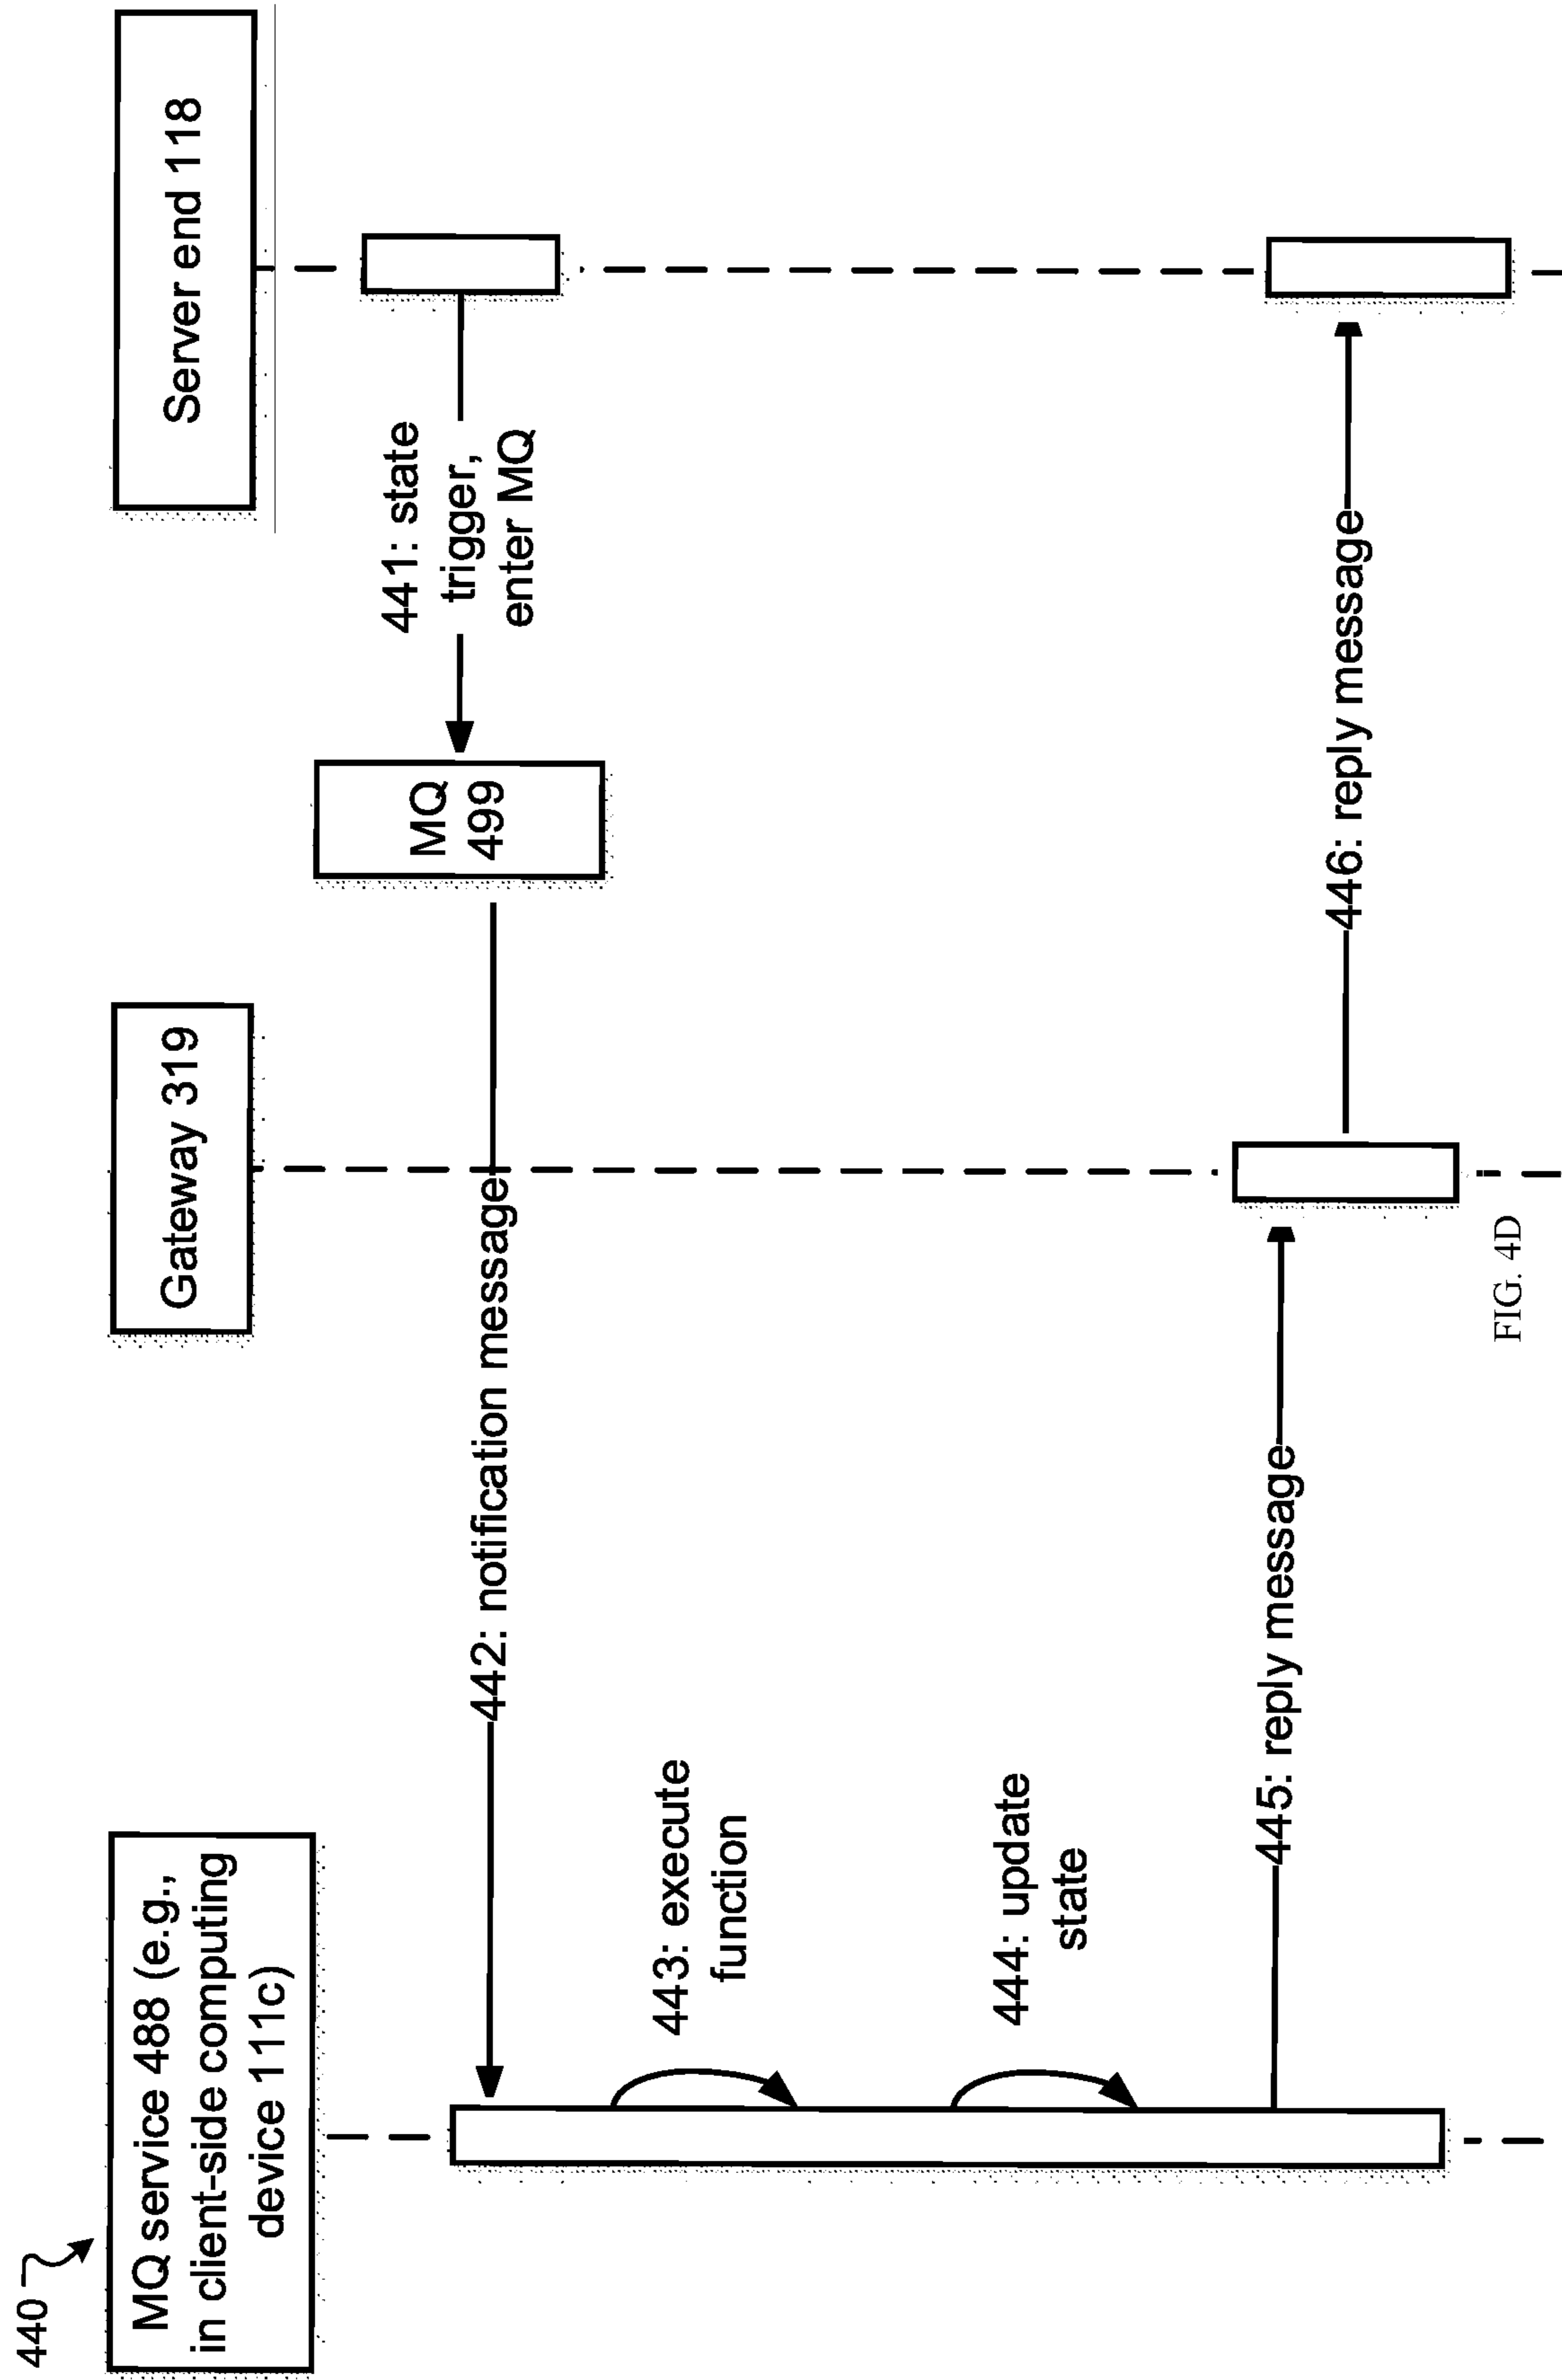 440
MQ service 488 (e.g.,
in client-side computing
device 111c)
Gateway 319
Server end 118
441: state
trigger,
enter MQ
MQ
499
442: notification message
443: execute
function
444: update
state
445: reply message
446: reply message
FIG. 4D